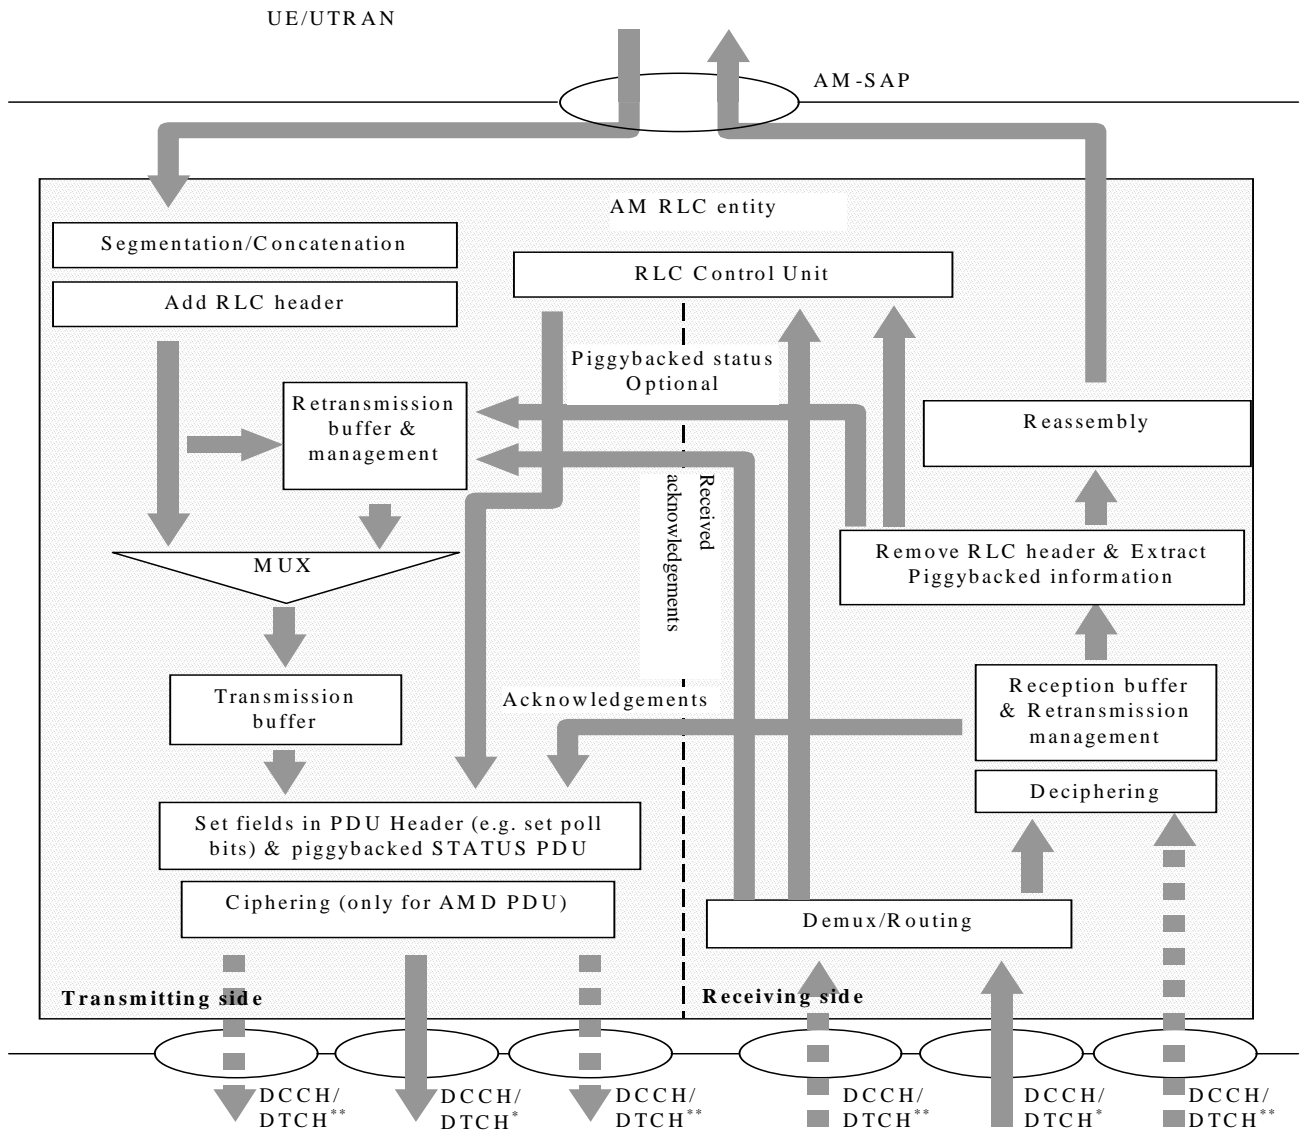 UE/UTRAN
AM-SAP
AM RLC entity
Segmentation/Concatenation
RLC Control Unit
Add RLC header
Piggybacked status
Optional
Retransmission
buffer &
management
Reassembly
Received
acknowledgements
MUX
Remove RLC header & Extract
Piggybacked information
Transmission
buffer
Acknowledgements
Reception buffer
& Retransmission
management
Deciphering
Set fields in PDU Header (e.g. set poll
bits) & piggybacked STATUS PDU
Ciphering (only for AMD PDU)
Demux/Routing
Transmitting side
Receiving side
DCCH/
DTCH**
DCCH/
DTCH*
DCCH/
DTCH**
DCCH/
DTCH**
DCCH/
DTCH*
DCCH/
DTCH**